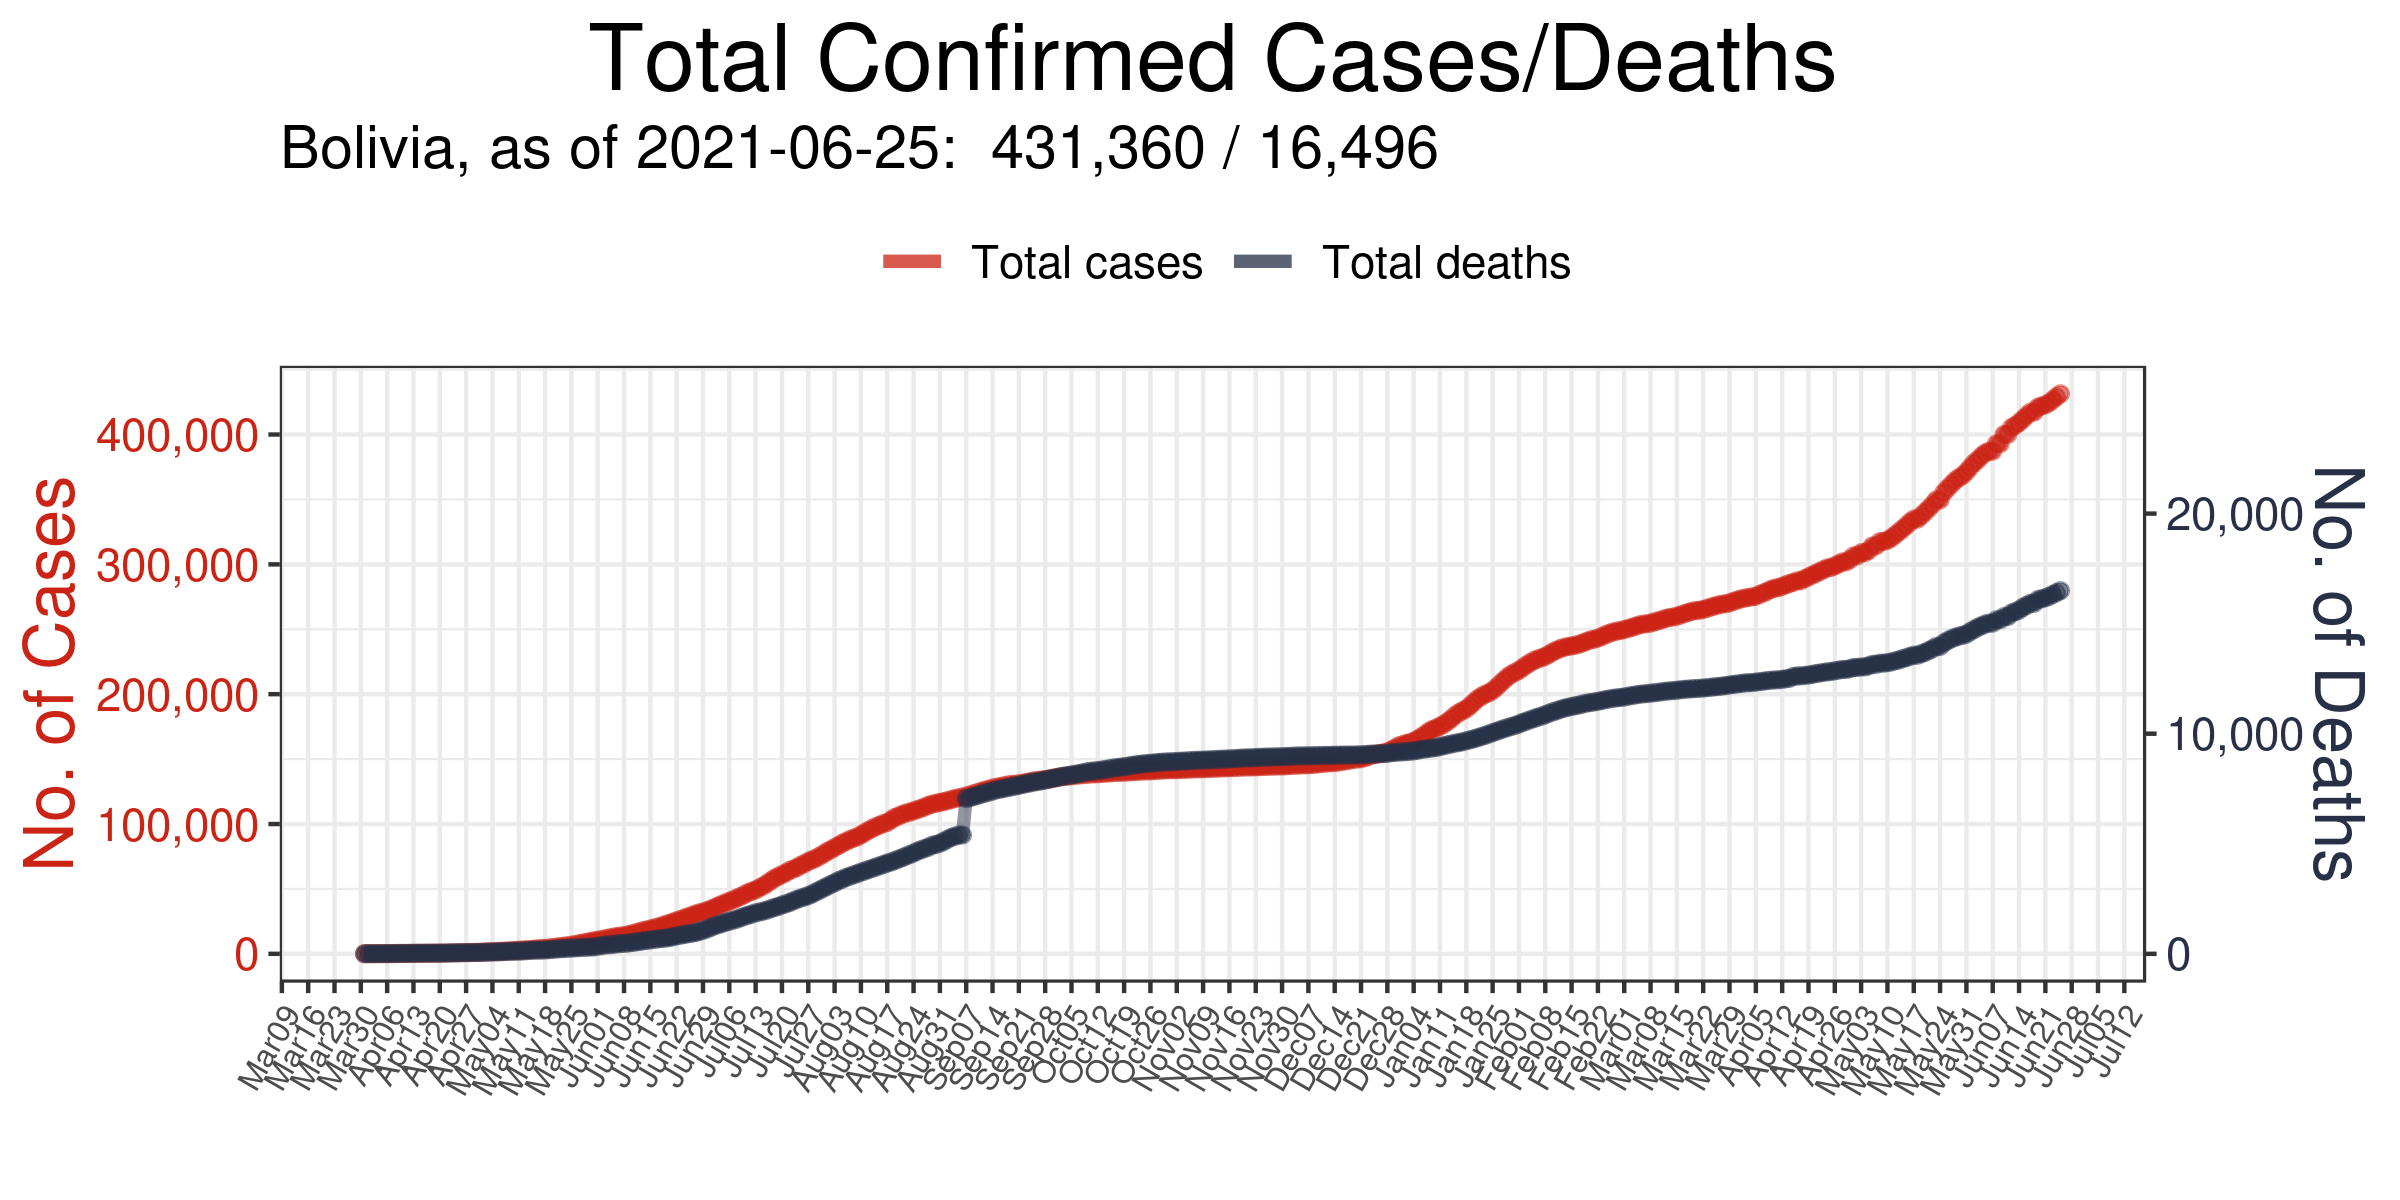 Total Confirmed Cases/Deaths
Bolivia, as of 2021-06-25: 431,360 / 16,496
Total cases
Total deaths
No. of Cases
400,000
300,000
200,000
100,000
0
20,000
10,000
0
No. of Deaths
Mar09
Mar16
Mar23
Mar30
Apr06
Apr13
Apr20
Apr27
May04
May11
May18
May25
Jun01
Jun08
Jun15
Jun22
Jun29
Jul06
Jul13
Jul20
Jul27
Aug03
Aug10
Aug17
Aug24
Aug31
Sep07
Sep14
Sep21
Sep28
Oct05
Oct12
Oct19
Oct26
Nov02
Nov09
Nov16
Nov23
Nov30
Dec07
Dec14
Dec21
Dec28
Jan04
Jan11
Jan18
Jan25
Feb01
Feb08
Feb15
Feb22
Mar01
Mar08
Mar15
Mar22
Mar29
Apr05
Apr12
Apr19
Apr26
May03
May10
May17
May24
May31
Jun07
Jun14
Jun21
Jun28
Jul05
Jul12